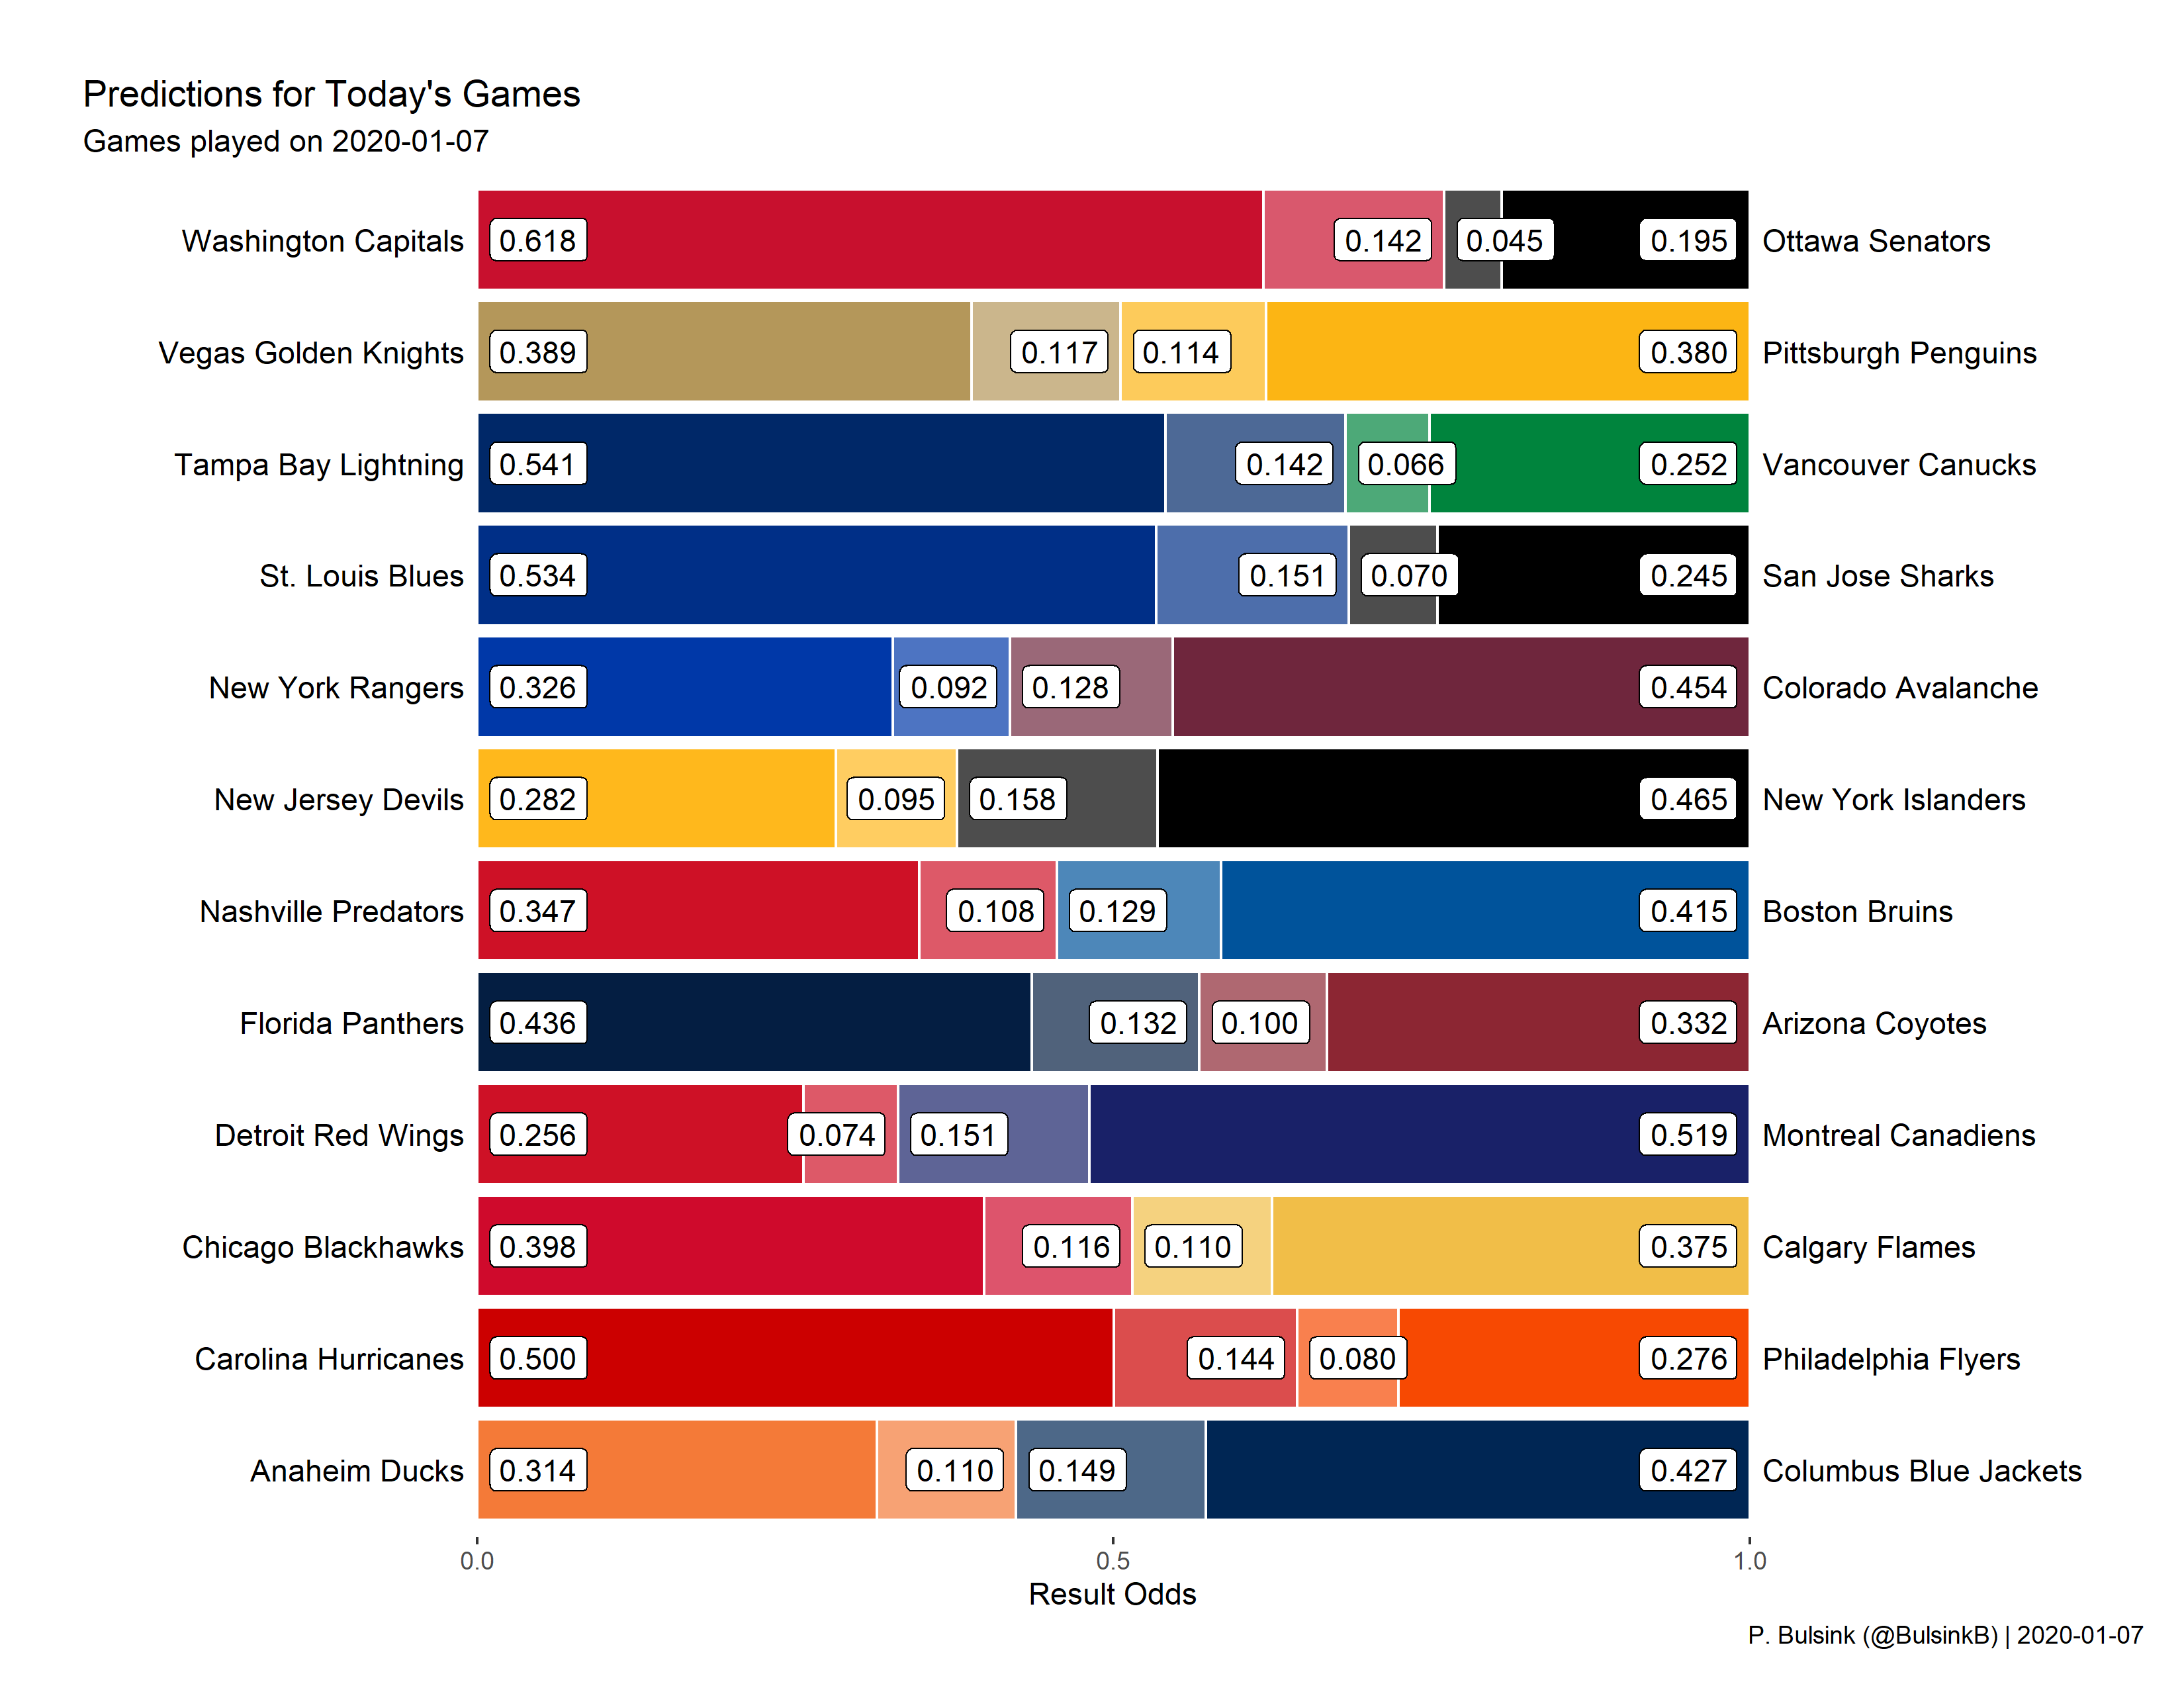 Predictions for Today's Games
Games played on 2020-01-07
Washington Capitals 0.618 0.142 0.045 0.195 Ottawa Senators
Vegas Golden Knights 0.389 0.117 0.114 0.380 Pittsburgh Penguins
Tampa Bay Lightning 0.541 0.142 0.066 0.252 Vancouver Canucks
St. Louis Blues 0.534 0.151 0.070 0.245 San Jose Sharks
New York Rangers 0.326 0.092 0.128 0.454 Colorado Avalanche
New Jersey Devils 0.282 0.095 0.158 0.465 New York Islanders
Nashville Predators 0.347 0.108 0.129 0.415 Boston Bruins
Florida Panthers 0.436 0.132 0.100 0.332 Arizona Coyotes
Detroit Red Wings 0.256 0.074 0.151 0.519 Montreal Canadiens
Chicago Blackhawks 0.398 0.116 0.110 0.375 Calgary Flames
Carolina Hurricanes 0.500 0.144 0.080 0.276 Philadelphia Flyers
Anaheim Ducks 0.314 0.110 0.149 0.427 Columbus Blue Jackets
0.0 0.5 1.0
Result Odds
P. Bulsink (@BulsinkB) | 2020-01-07